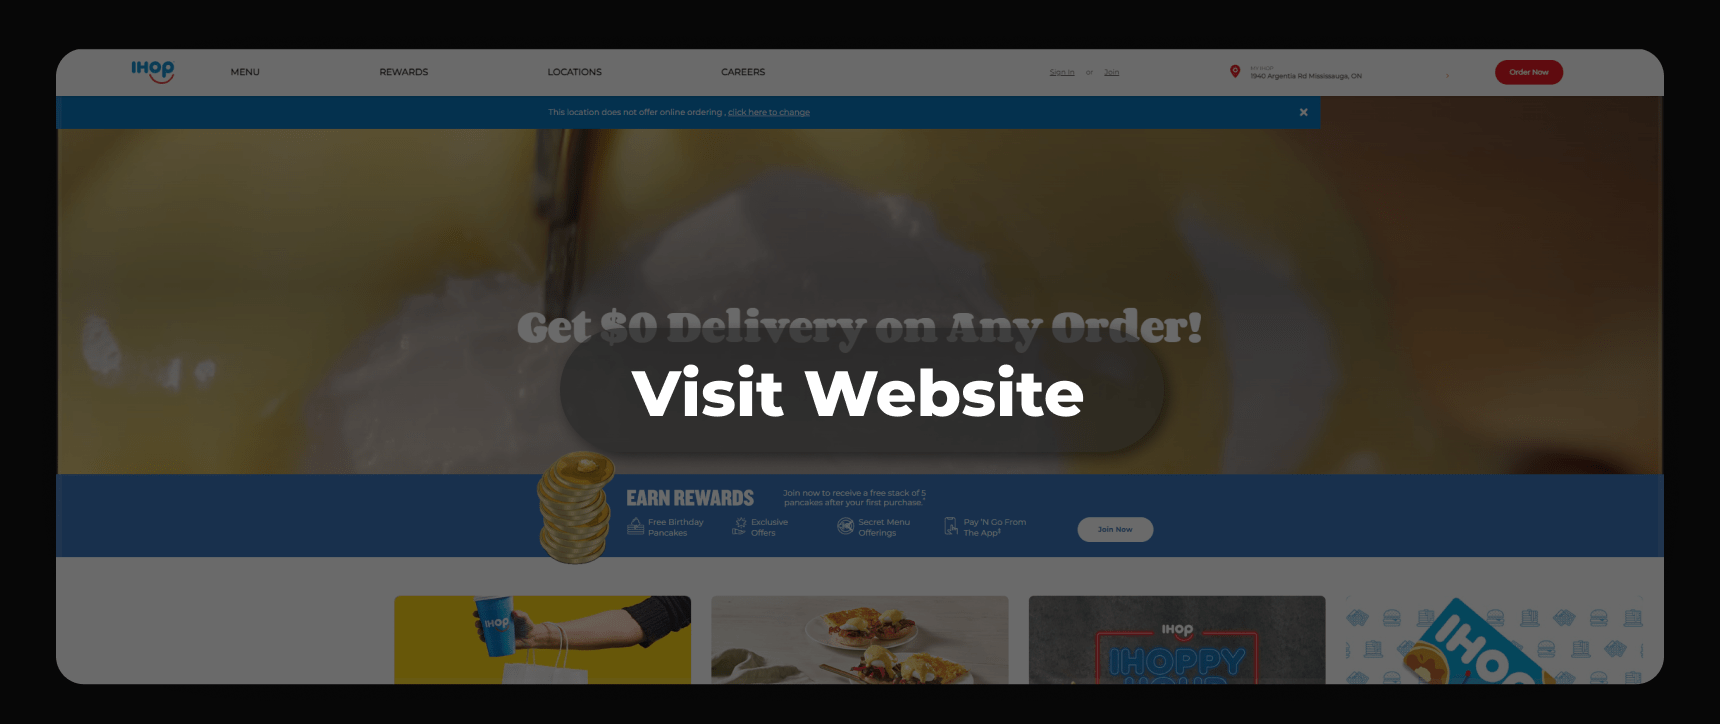 IHOP
MENU
REWARDS
LOCATIONS
CAREERS
Sign In or Join
MY IHOP
1940 Argentia Rd Mississauga, ON
Order Now
This location does not offer online ordering , click here to change
Get $0 Delivery on Any Order!
Visit Website
EARN REWARDS
Join now to receive a free stack of 5
pancakes after your first purchase.*
Free Birthday
Pancakes
Exclusive
Offers
Secret Menu
Offerings
Pay 'N Go From
The App‡
Join Now
IHOP
IHOP
IHOPPY
HOUR
IHO